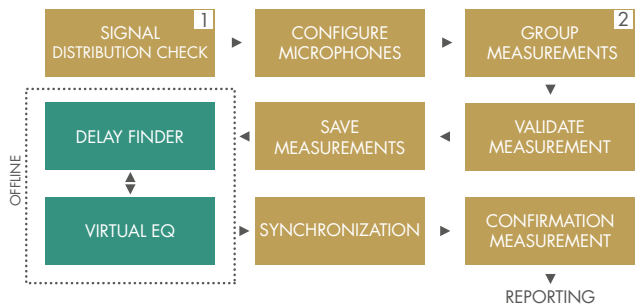 SIGNAL
DISTRIBUTION CHECK
1
CONFIGURE
MICROPHONES
GROUP
MEASUREMENTS
2
DELAY FINDER
SAVE
MEASUREMENTS
VALIDATE
MEASUREMENT
OFFLINE
VIRTUAL EQ
SYNCHRONIZATION
CONFIRMATION
MEASUREMENT
REPORTING